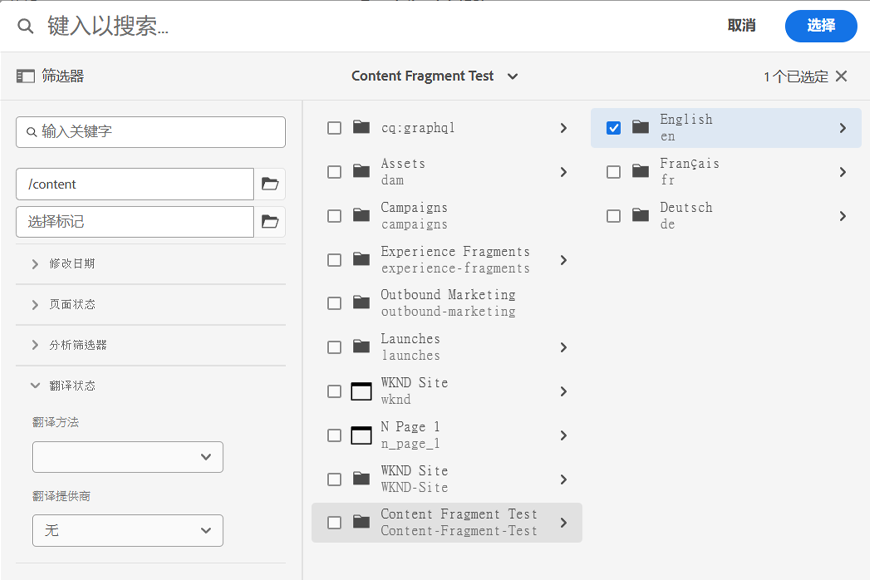 键入以搜索...
取消
选择
筛选器
Content Fragment Test
1 个已选定
输入关键字
/content
选择标记
修改日期
页面状态
分析筛选器
翻译状态
翻译方法
翻译提供商
无
cq:graphql
Assets
dam
Campaigns
campaigns
Experience Fragments
experience-fragments
Outbound Marketing
outbound-marketing
Launches
launches
WKND Site
wknd
N Page 1
n_page_1
WKND Site
WKND-Site
Content Fragment Test
Content-Fragment-Test
English
en
Français
fr
Deutsch
de